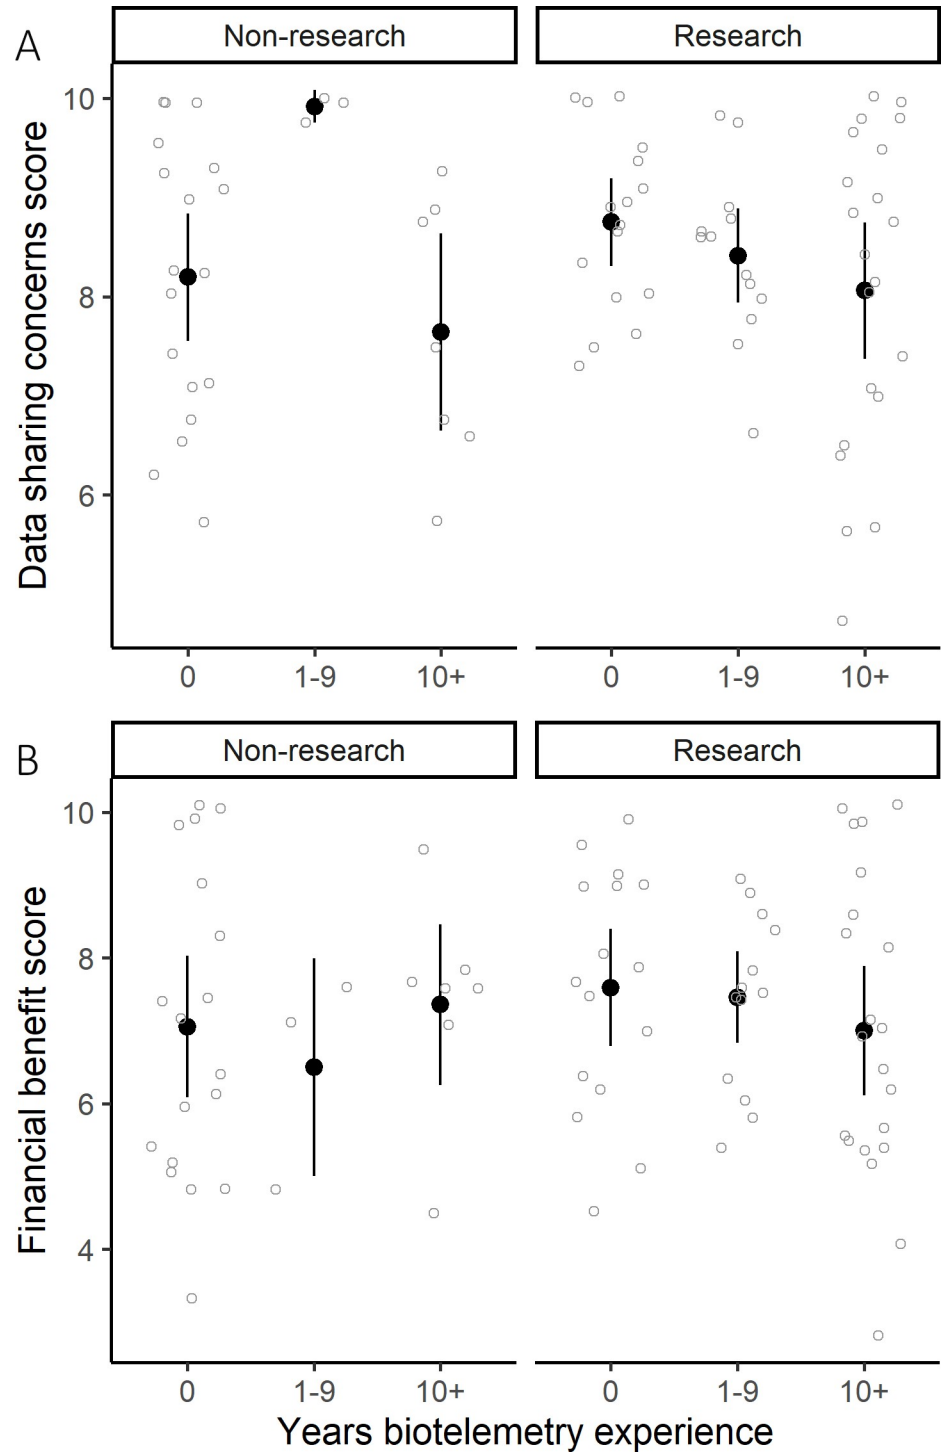 A
Non-research
Research
Data sharing concerns score
10
8
6
0
1-9
10+
0
1-9
10+
B
Non-research
Research
Financial benefit score
10
8
6
4
0
1-9
10+
0
1-9
10+
Years biotelemetry experience